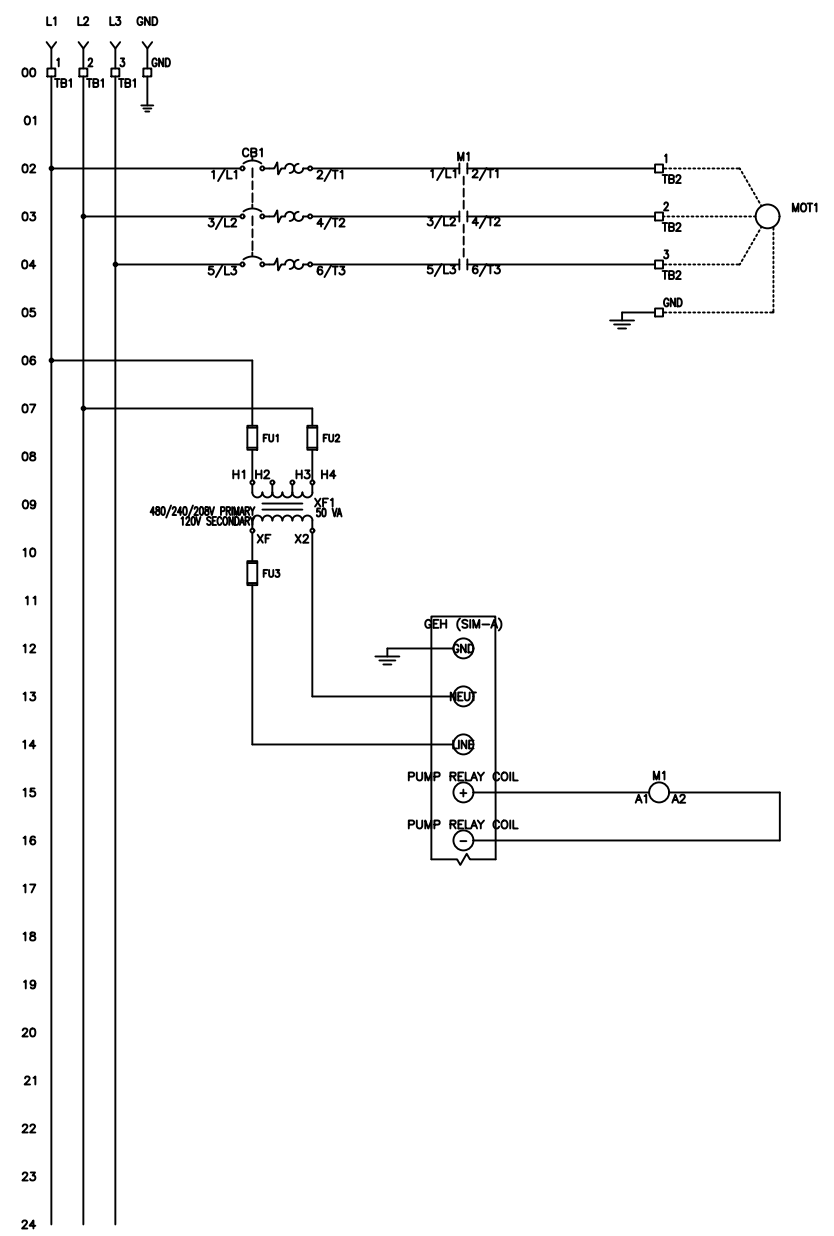 L1 L2 L3 GND
1 2 3 GND
00 TB1 TB1 TB1
01
CB1 M1 1
02 1/L1 2/T1 1/L1 2/T1 TB2
2 MOT1
03 3/L2 4/T2 3/L2 4/T2 TB2
3
04 5/L3 6/T3 5/L3 6/T3 TB2
GND
05
06
07
FU1 FU2
08
H1 H2 H3 H4
09 XF1
480/240/208V PRIMARY 50 VA
120V SECONDARY
XF X2
10
FU3
11
GEH (SIM-A)
12 GND
13 NEUT
14 LINE
PUMP RELAY COIL M1
15 + A1 A2
PUMP RELAY COIL
16 -
17
18
19
20
21
22
23
24